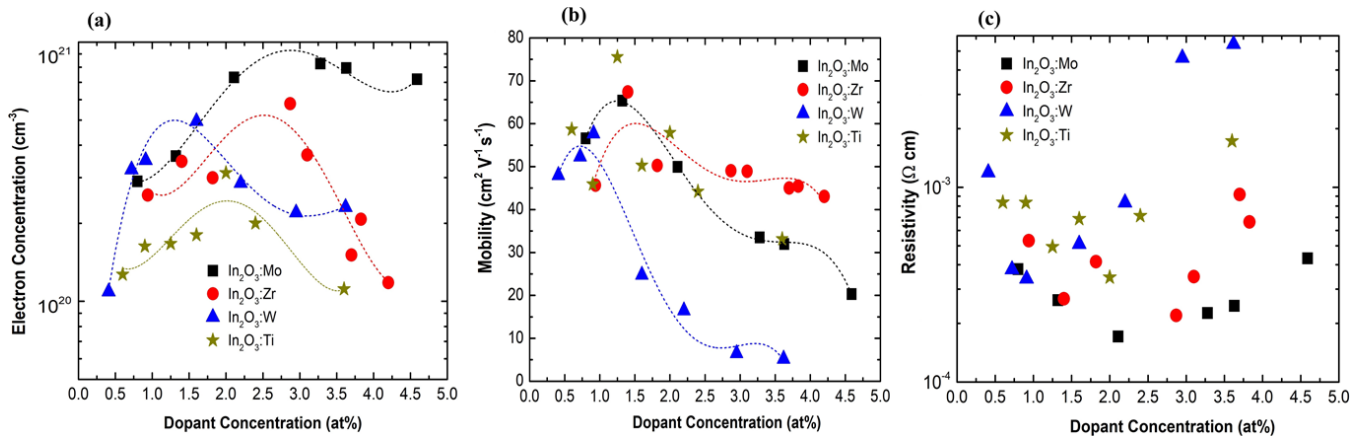 (a)
10²¹
10²⁰
Electron Concentration (cm⁻³)
In₂O₃:Mo
In₂O₃:Zr
In₂O₃:W
In₂O₃:Ti
0.0 0.5 1.0 1.5 2.0 2.5 3.0 3.5 4.0 4.5 5.0
Dopant Concentration (at%)
(b)
80
70
60
50
40
30
20
10
0
Mobility (cm² V⁻¹ s⁻¹)
In₂O₃:Mo
In₂O₃:Zr
In₂O₃:W
In₂O₃:Ti
0.0 0.5 1.0 1.5 2.0 2.5 3.0 3.5 4.0 4.5 5.0
Dopant Concentration (at%)
(c)
10⁻³
10⁻⁴
Resistivity (Ω cm)
In₂O₃:Mo
In₂O₃:Zr
In₂O₃:W
In₂O₃:Ti
0.0 0.5 1.0 1.5 2.0 2.5 3.0 3.5 4.0 4.5 5.0
Dopant Concentration (at%)